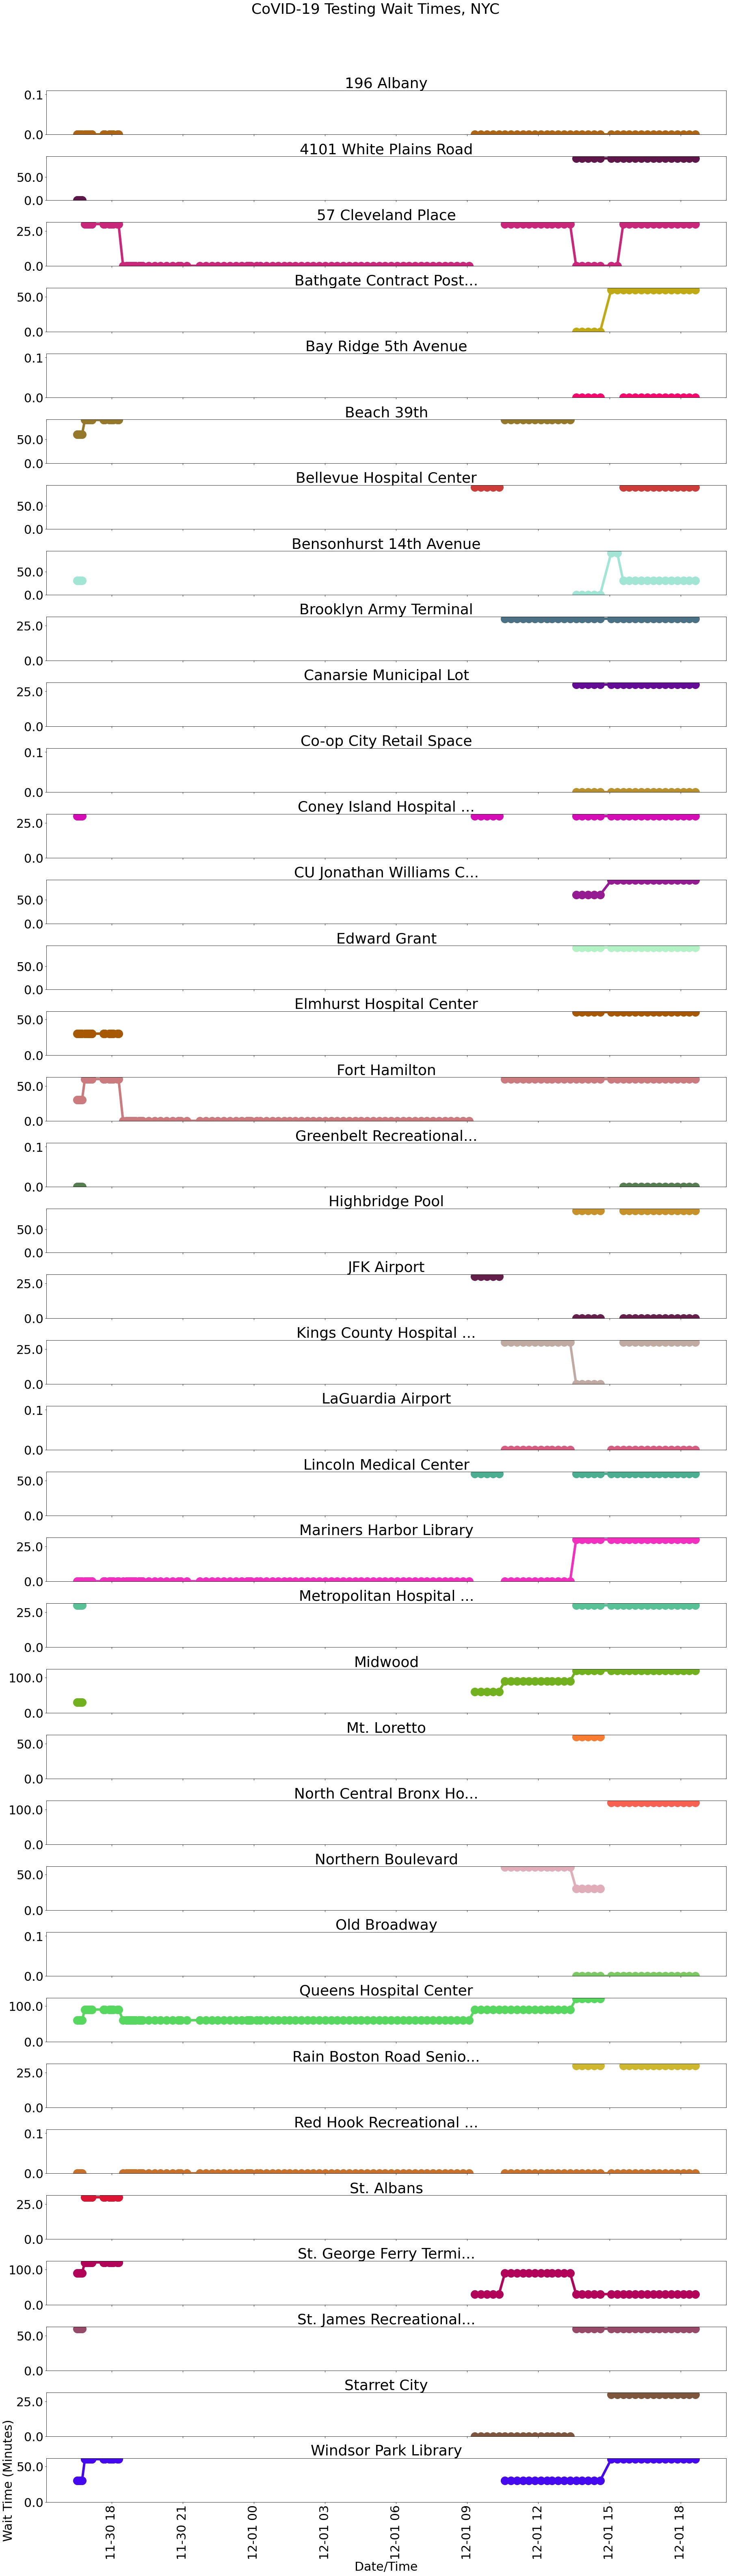 CoVID-19 Testing Wait Times, NYC
196 Albany
0.1
0.0
4101 White Plains Road
50.0
0.0
57 Cleveland Place
25.0
0.0
Bathgate Contract Post...
50.0
0.0
Bay Ridge 5th Avenue
0.1
0.0
Beach 39th
50.0
0.0
Bellevue Hospital Center
50.0
0.0
Bensonhurst 14th Avenue
50.0
0.0
Brooklyn Army Terminal
25.0
0.0
Canarsie Municipal Lot
25.0
0.0
Co-op City Retail Space
0.1
0.0
Coney Island Hospital ...
25.0
0.0
CU Jonathan Williams C...
50.0
0.0
Edward Grant
50.0
0.0
Elmhurst Hospital Center
50.0
0.0
Fort Hamilton
50.0
0.0
Greenbelt Recreational...
0.1
0.0
Highbridge Pool
50.0
0.0
JFK Airport
25.0
0.0
Kings County Hospital ...
25.0
0.0
LaGuardia Airport
0.1
0.0
Lincoln Medical Center
50.0
0.0
Mariners Harbor Library
25.0
0.0
Metropolitan Hospital ...
25.0
0.0
Midwood
100.0
0.0
Mt. Loretto
50.0
0.0
North Central Bronx Ho...
100.0
0.0
Northern Boulevard
50.0
0.0
Old Broadway
0.1
0.0
Queens Hospital Center
100.0
0.0
Rain Boston Road Senio...
25.0
0.0
Red Hook Recreational ...
0.1
0.0
St. Albans
25.0
0.0
St. George Ferry Termi...
100.0
0.0
St. James Recreational...
50.0
0.0
Starret City
25.0
0.0
Windsor Park Library
50.0
0.0
Wait Time (Minutes)
11-30 18
11-30 21
12-01 00
12-01 03
12-01 06
12-01 09
12-01 12
12-01 15
12-01 18
Date/Time